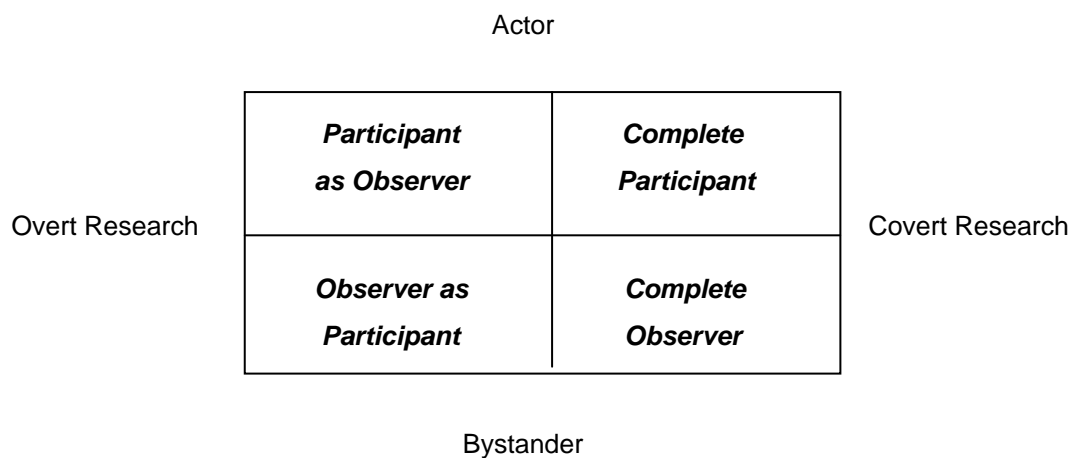 Actor
Participant
as Observer
Complete
Participant
Overt Research
Covert Research
Observer as
Participant
Complete
Observer
Bystander